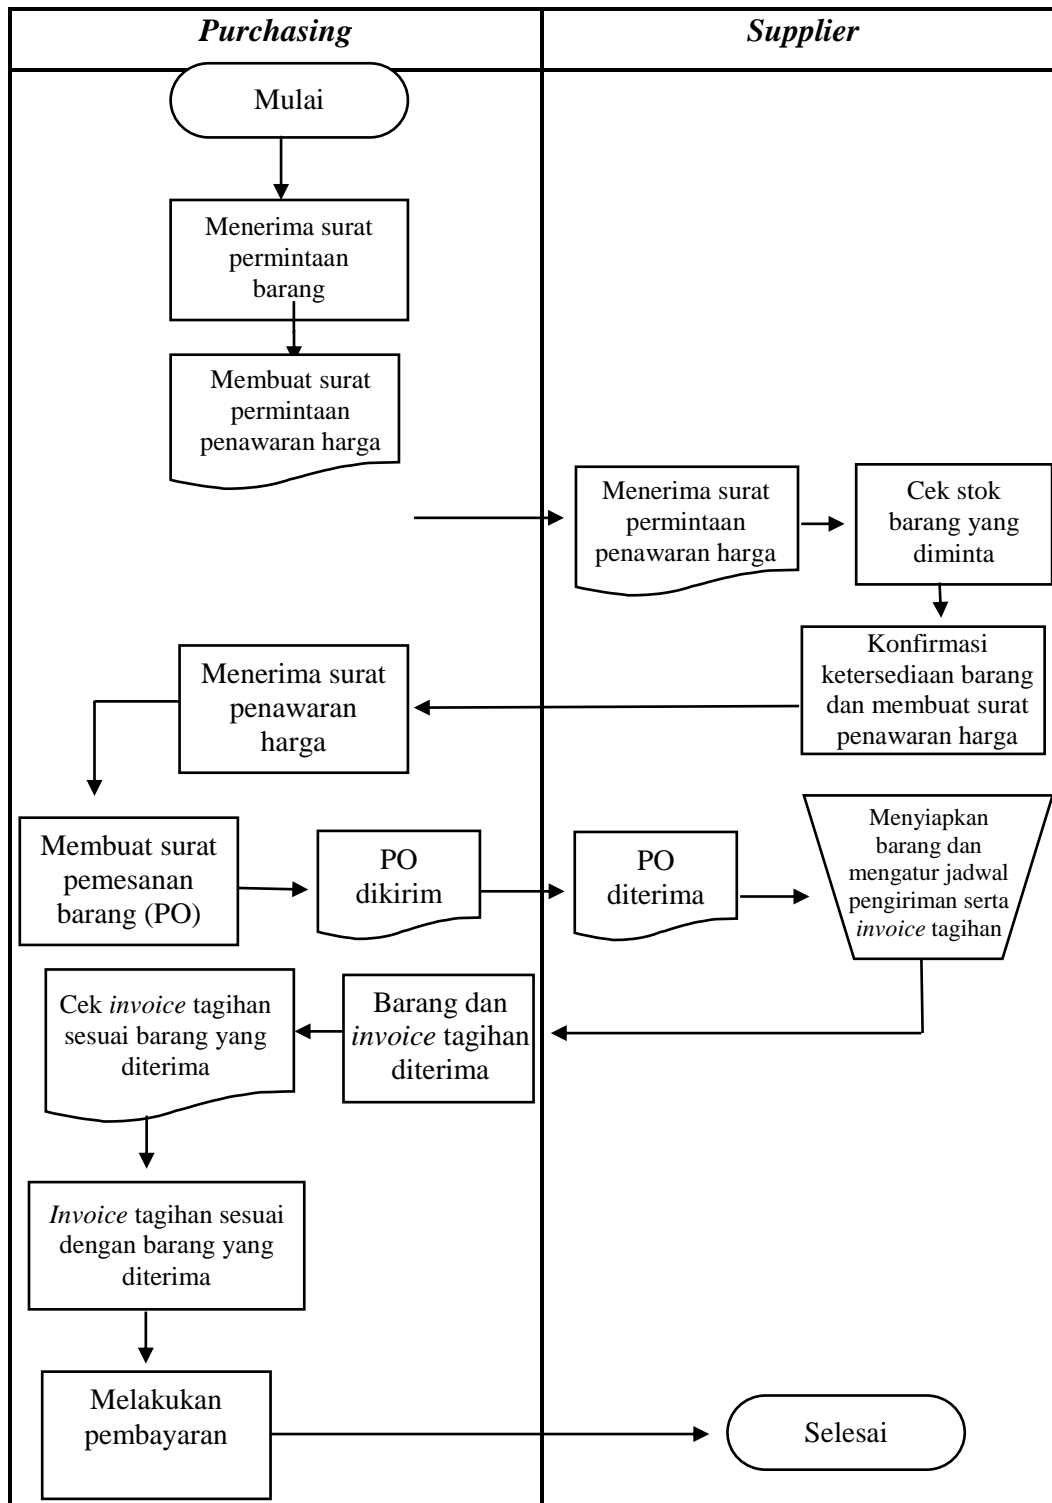 Purchasing
Supplier
Mulai
Menerima surat
permintaan
barang
Membuat surat
permintaan
penawaran harga
Menerima surat
permintaan
penawaran harga
Cek stok
barang yang
diminta
Konfirmasi
ketersediaan barang
dan membuat surat
penawaran harga
Menerima surat
penawaran
harga
Membuat surat
pemesanan
barang (PO)
PO
dikirim
PO
diterima
Menyiapkan
barang dan
mengatur jadwal
pengiriman serta
invoice tagihan
Barang dan
invoice tagihan
diterima
Cek invoice tagihan
sesuai barang yang
diterima
Invoice tagihan sesuai
dengan barang yang
diterima
Melakukan
pembayaran
Selesai